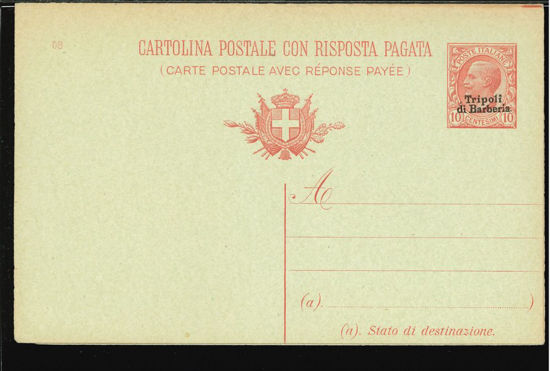 08
CARTOLINA POSTALE CON RISPOSTA PAGATA
(CARTE POSTALE AVEC RÉPONSE PAYÉE)
POSTE ITALIANE
Tripoli
di Barberia
10 CENTESIMI 10
A
(a).)
(a). Stato di destinazione.